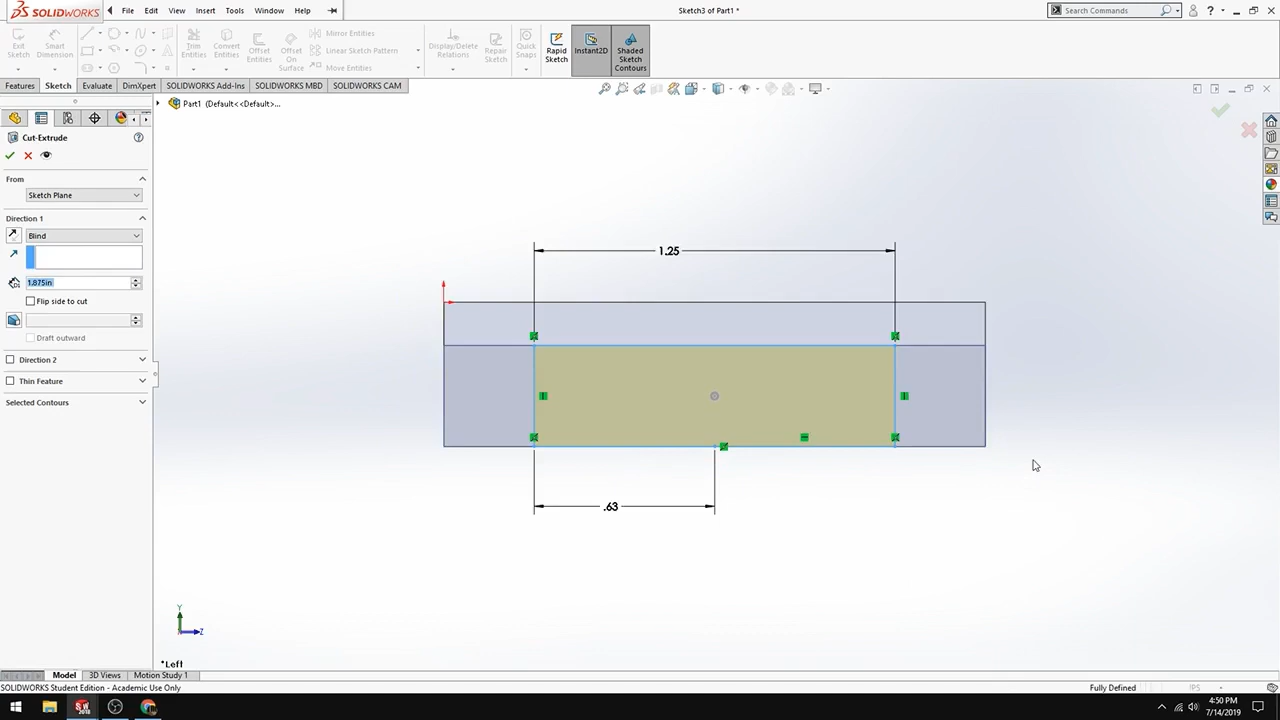 SOLIDWORKS
File Edit View Insert Tools Window Help
Sketch3 of Part1 *
Search Commands
Exit Sketch
Smart Dimension
Trim Entities
Convert Entities
Offset Entities
Offset On Surface
Mirror Entities
Linear Sketch Pattern
Move Entities
Display/Delete Relations
Repair Sketch
Quick Snaps
Rapid Sketch
Instant2D
Shaded Sketch Contours
Features Sketch Evaluate DimXpert SOLIDWORKS Add-Ins SOLIDWORKS MBD SOLIDWORKS CAM
Part1 (Default<<Default>...
Cut-Extrude
From
Sketch Plane
Direction 1
Blind
1.875in
Flip side to cut
Draft outward
Direction 2
Thin Feature
Selected Contours
1.25
.63
Y
Z
*Left
Model 3D Views Motion Study 1
SOLIDWORKS Student Edition - Academic Use Only
Fully Defined
IPS
4:50 PM
7/14/2019